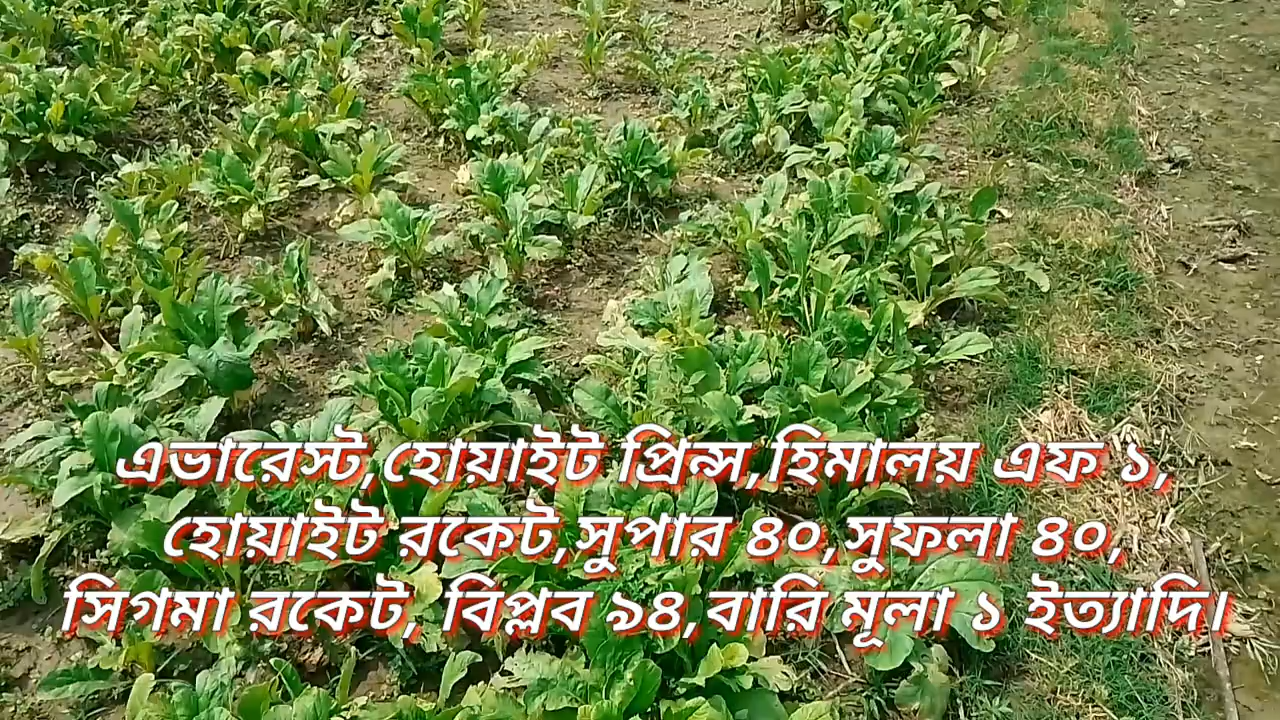 এভারেস্ট,হোয়াইট প্রিন্স,হিমালয় এফ ১,
হোয়াইট রকেট,সুপার ৪০,সুফলা ৪০,
সিগমা রকেট, বিপ্লব ৯৪,বারি মূলা ১ ইত্যাদি।